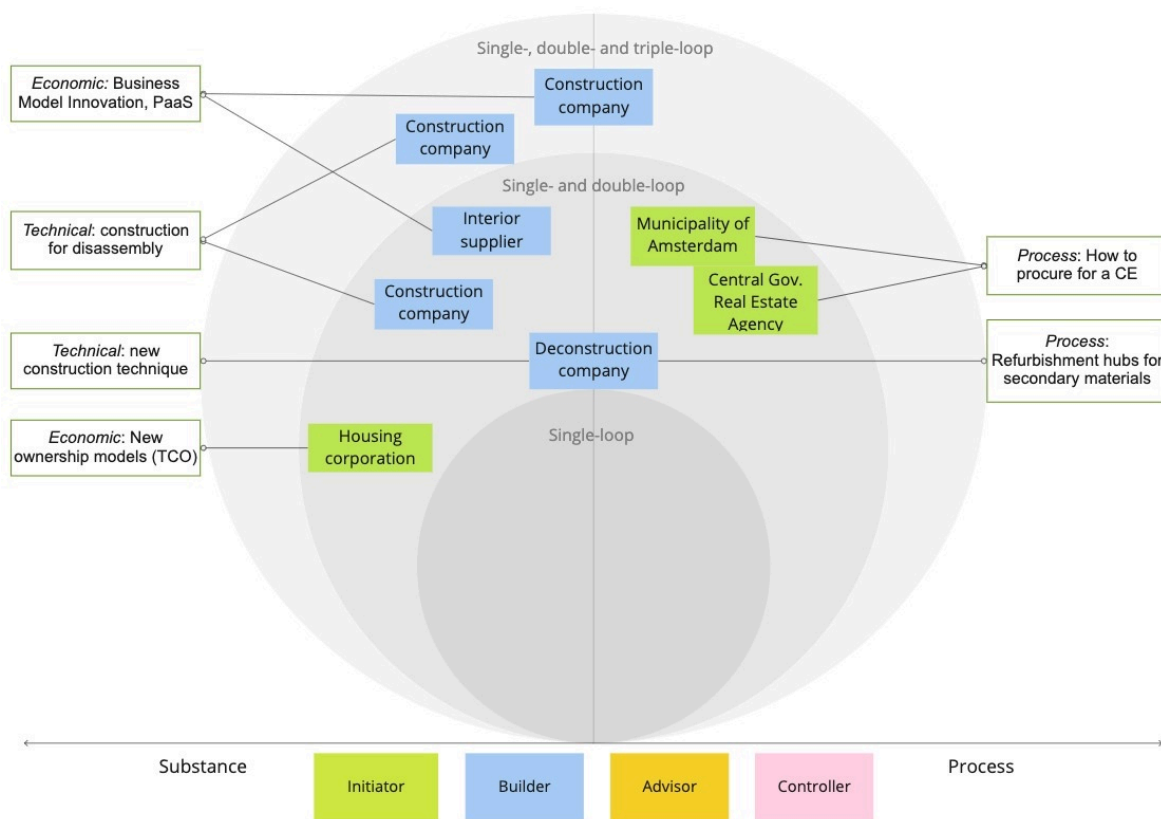 Single-, double- and triple-loop
Economic: Business
Model Innovation, PaaS
Construction
company
Construction
company
Single- and double-loop
Technical: construction
for disassembly
Interior
supplier
Municipality of
Amsterdam
Process: How to
procure for a CE
Central Gov.
Real Estate
Agency
Construction
company
Technical: new
construction technique
Deconstruction
company
Process:
Refurbishment hubs for
secondary materials
Economic: New
ownership models (TCO)
Housing
corporation
Single-loop
Substance
Process
Initiator
Builder
Advisor
Controller